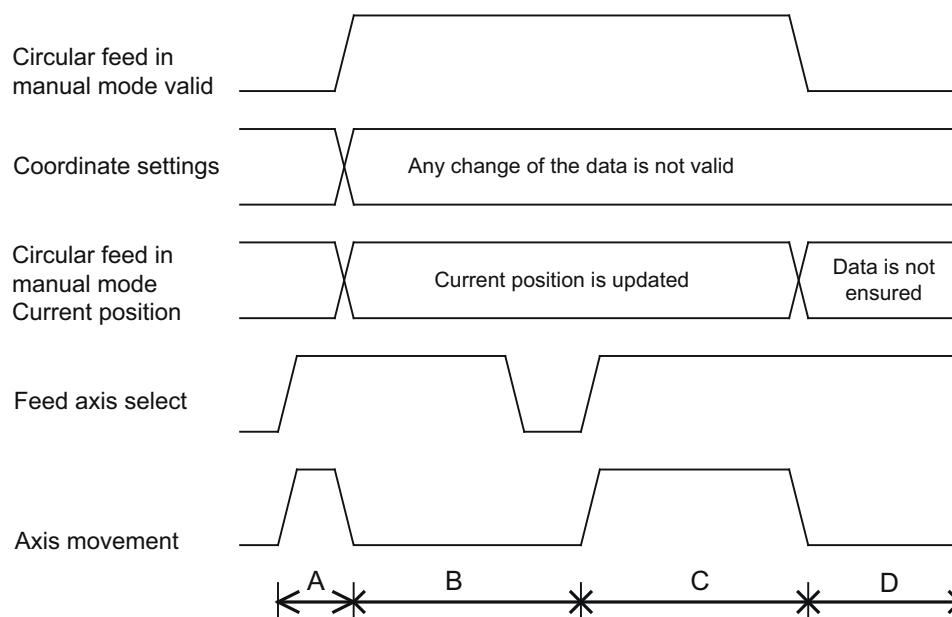 Circular feed in
manual mode valid
Coordinate settings
Any change of the data is not valid
Circular feed in
manual mode
Current position
Current position is updated
Data is not
ensured
Feed axis select
Axis movement
A
B
C
D